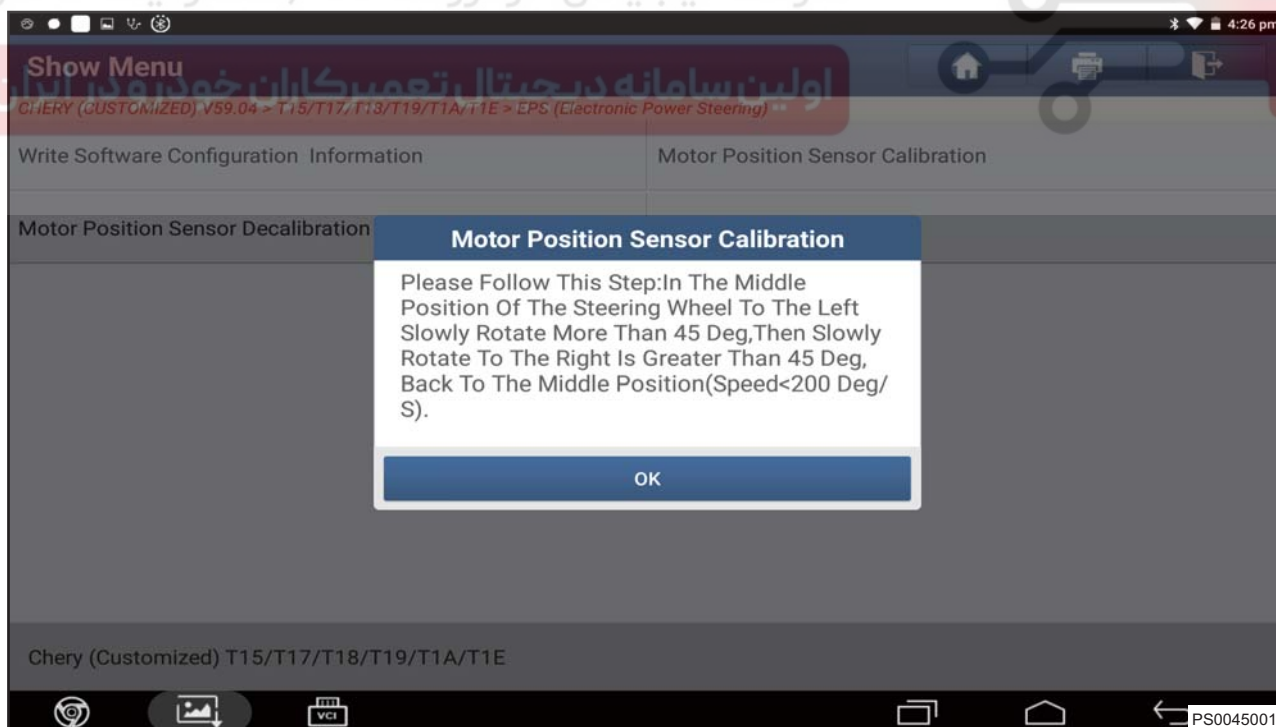 4:26 pm
Show Menu
اولین سامانه دیجیتال تعمیرکاران خودرو در ایران
CHERY (CUSTOMIZED) V59.04 > T15/T17/T18/T19/T1A/T1E > EPS (Electronic Power Steering)
Write Software Configuration Information
Motor Position Sensor Calibration
Motor Position Sensor Decalibration
Motor Position Sensor Calibration
Please Follow This Step:In The Middle
Position Of The Steering Wheel To The Left
Slowly Rotate More Than 45 Deg,Then Slowly
Rotate To The Right Is Greater Than 45 Deg,
Back To The Middle Position(Speed<200 Deg/
S).
OK
Chery (Customized) T15/T17/T18/T19/T1A/T1E
VCI
PS0045001